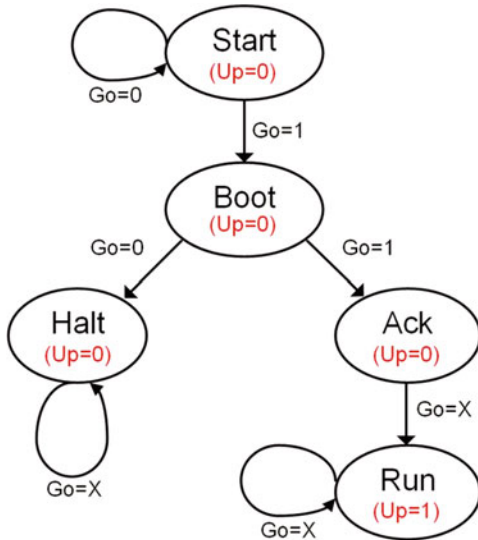 Start
(Up=0)
Go=0
Go=1
Boot
(Up=0)
Go=0
Go=1
Halt
(Up=0)
Ack
(Up=0)
Go=X
Go=X
Run
(Up=1)
Go=X